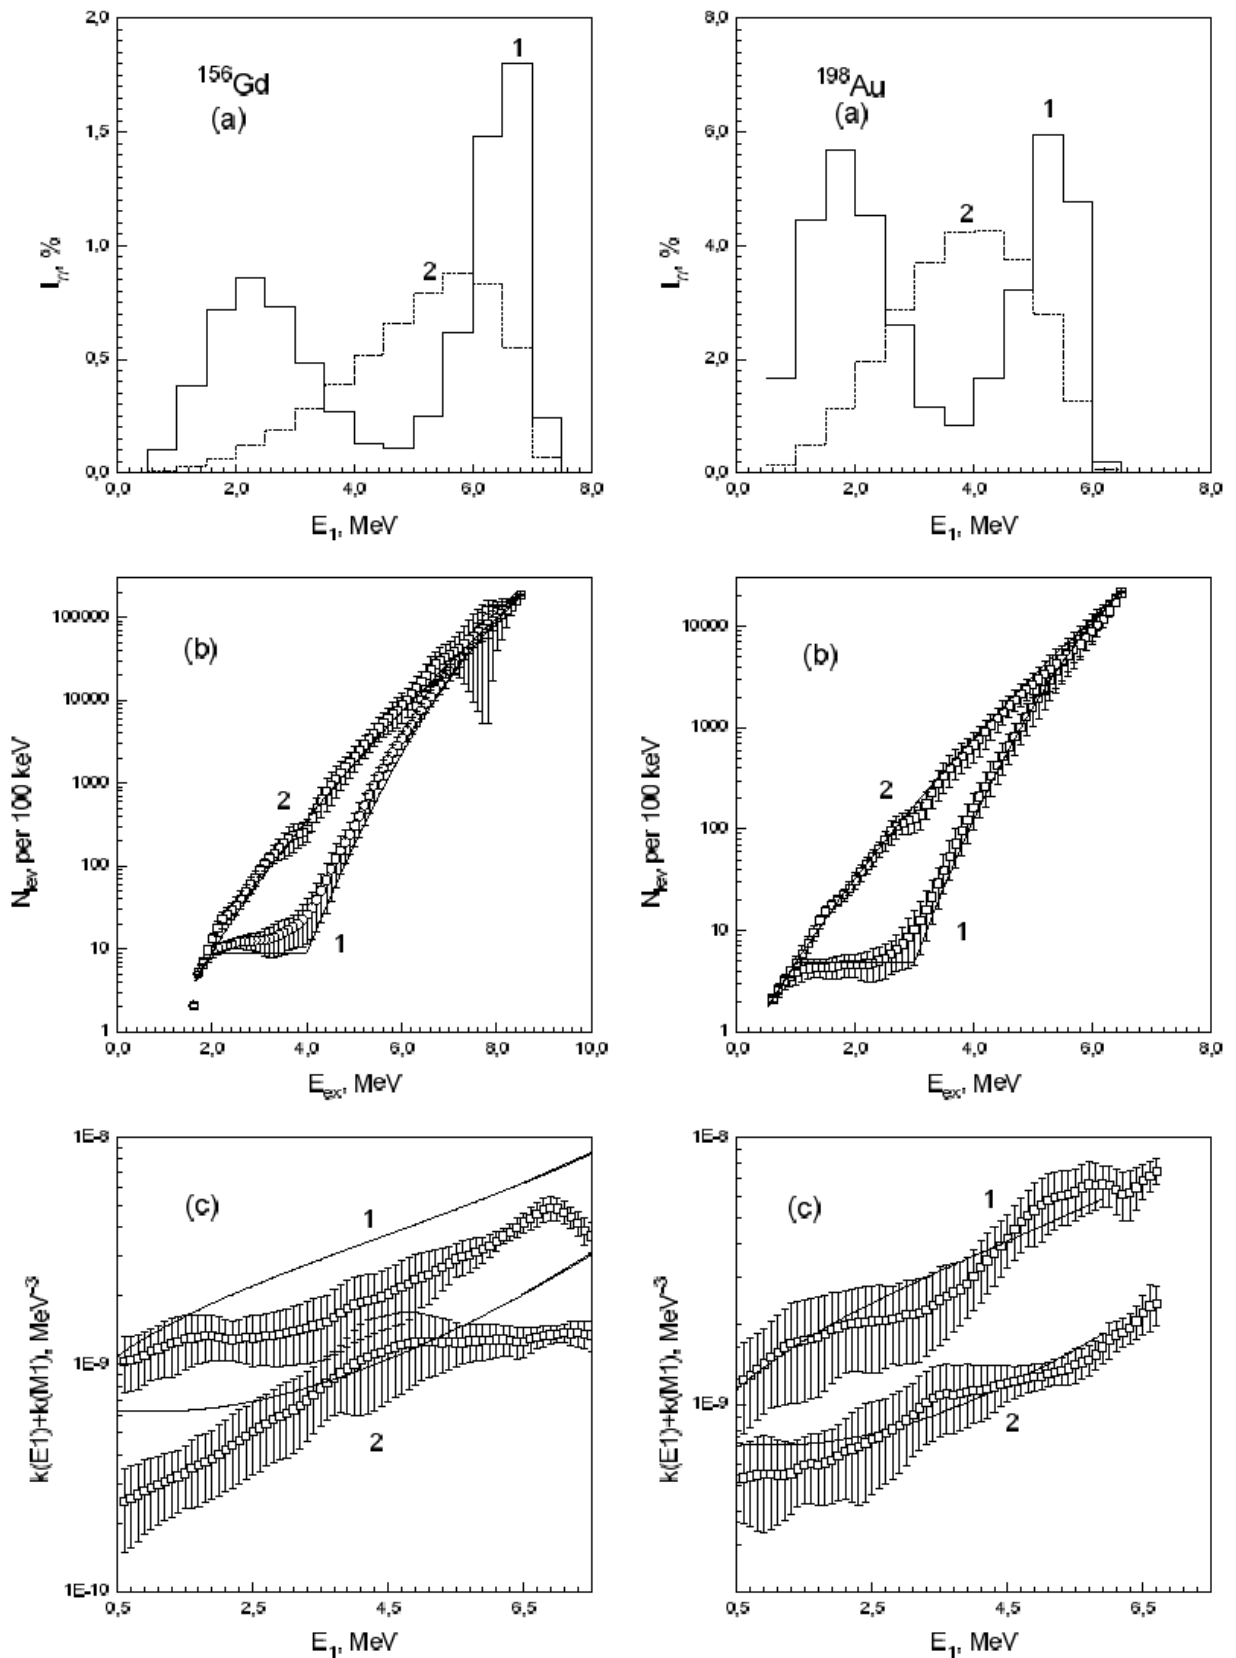 2,0
1
156Gd
(a)
1,5
1,0
2
0,5
0,0
Iγγ, %
0,0 2,0 4,0 6,0 8,0
E1, MeV
8,0
198Au
(a)
1
6,0
2
4,0
2,0
0,0
Iγγ, %
0,0 2,0 4,0 6,0 8,0
E1, MeV
100000
(b)
10000
1000
2
100
10
1
1
Nlev per 100 keV
0,0 2,0 4,0 6,0 8,0 10,0
Eex, MeV
10000
(b)
1000
2
100
1
10
1
Nlev per 100 keV
0,0 2,0 4,0 6,0 8,0
Eex, MeV
1E-8
(c)
1
1E-9
2
1E-10
k(E1)+k(M1), MeV~3
0,5 2,5 4,5 6,5
E1, MeV
1E-8
(c)
1
1E-9
2
k(E1)+k(M1), MeV~3
0,5 2,5 4,5 6,5
E1, MeV